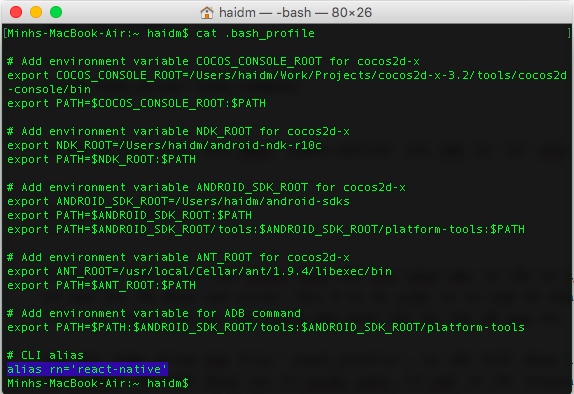 haidm — -bash — 80×26
[Minhs-MacBook-Air:~ haidm$ cat .bash_profile ]
# Add environment variable COCOS_CONSOLE_ROOT for cocos2d-x
export COCOS_CONSOLE_ROOT=/Users/haidm/Work/Projects/cocos2d-x-3.2/tools/cocos2d
-console/bin
export PATH=$COCOS_CONSOLE_ROOT:$PATH
# Add environment variable NDK_ROOT for cocos2d-x
export NDK_ROOT=/Users/haidm/android-ndk-r10c
export PATH=$NDK_ROOT:$PATH
# Add environment variable ANDROID_SDK_ROOT for cocos2d-x
export ANDROID_SDK_ROOT=/Users/haidm/android-sdks
export PATH=$ANDROID_SDK_ROOT:$PATH
export PATH=$ANDROID_SDK_ROOT/tools:$ANDROID_SDK_ROOT/platform-tools:$PATH
# Add environment variable ANT_ROOT for cocos2d-x
export ANT_ROOT=/usr/local/Cellar/ant/1.9.4/libexec/bin
export PATH=$ANT_ROOT:$PATH
# Add environment variable for ADB command
export PATH=$PATH:$ANDROID_SDK_ROOT/tools:$ANDROID_SDK_ROOT/platform-tools
# CLI alias
alias rn='react-native'
Minhs-MacBook-Air:~ haidm$